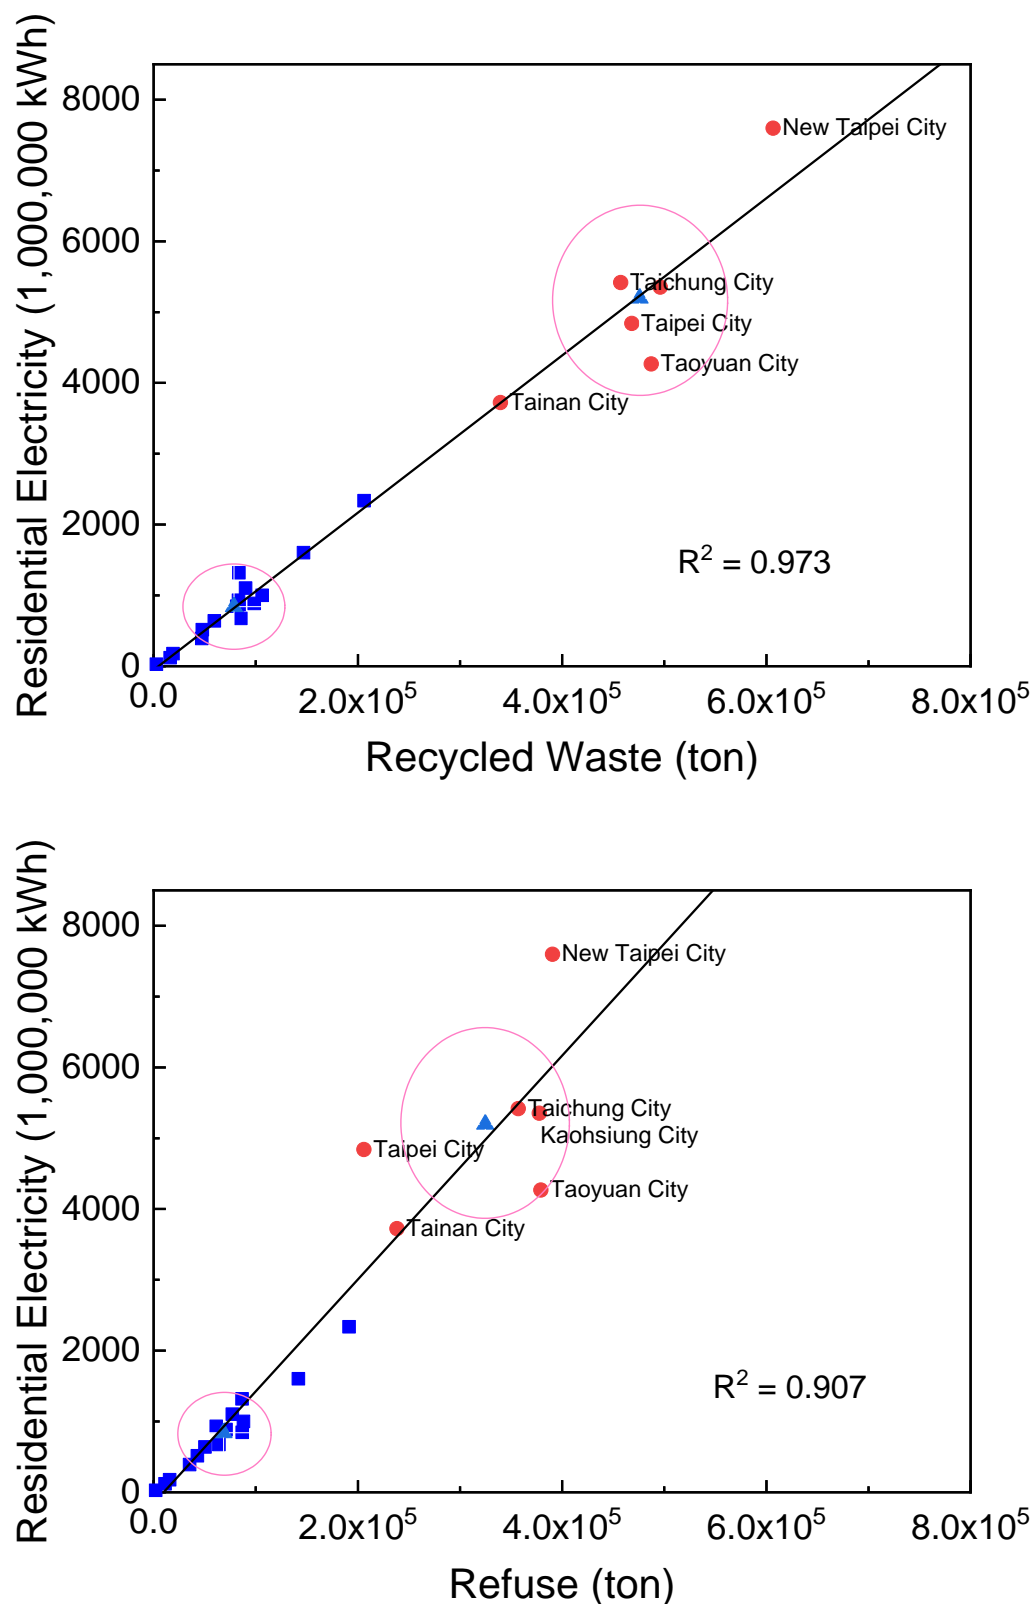 Residential Electricity (1,000,000 kWh)
8000
6000
4000
2000
0
New Taipei City
Taichung City
Taipei City
Taoyuan City
Tainan City
R² = 0.973
0.0 2.0x10⁵ 4.0x10⁵ 6.0x10⁵ 8.0x10⁵
Recycled Waste (ton)
Residential Electricity (1,000,000 kWh)
8000
6000
4000
2000
0
New Taipei City
Taichung City
Kaohsiung City
Taipei City
Taoyuan City
Tainan City
R² = 0.907
0.0 2.0x10⁵ 4.0x10⁵ 6.0x10⁵ 8.0x10⁵
Refuse (ton)